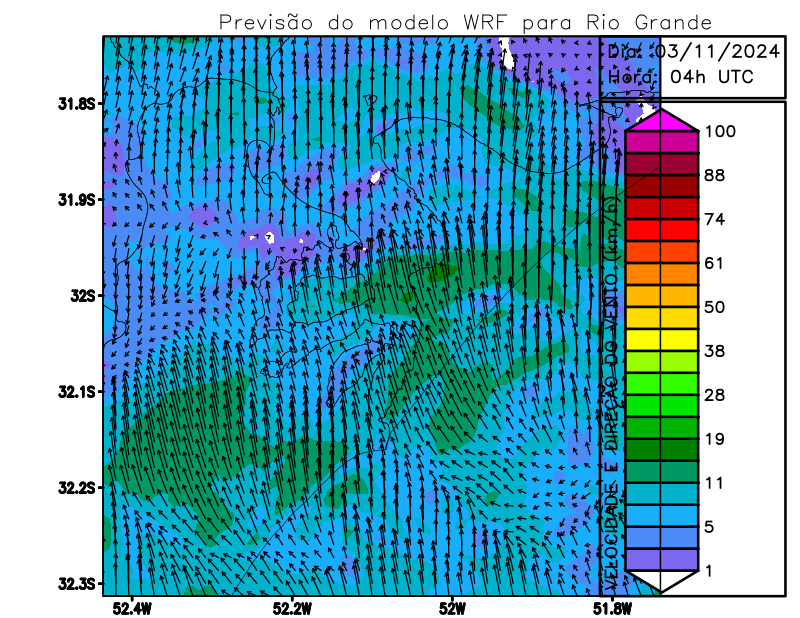 Previsão do modelo WRF para Rio Grande
Dia: 03/11/2024
Hora: 04h UTC
31.8S
31.9S
32S
32.1S
32.2S
32.3S
52.4W
52.2W
52W
51.8W
VELOCIDADE E DIREÇÃO DO VENTO (km/h)
100
88
74
61
50
38
28
19
11
5
1